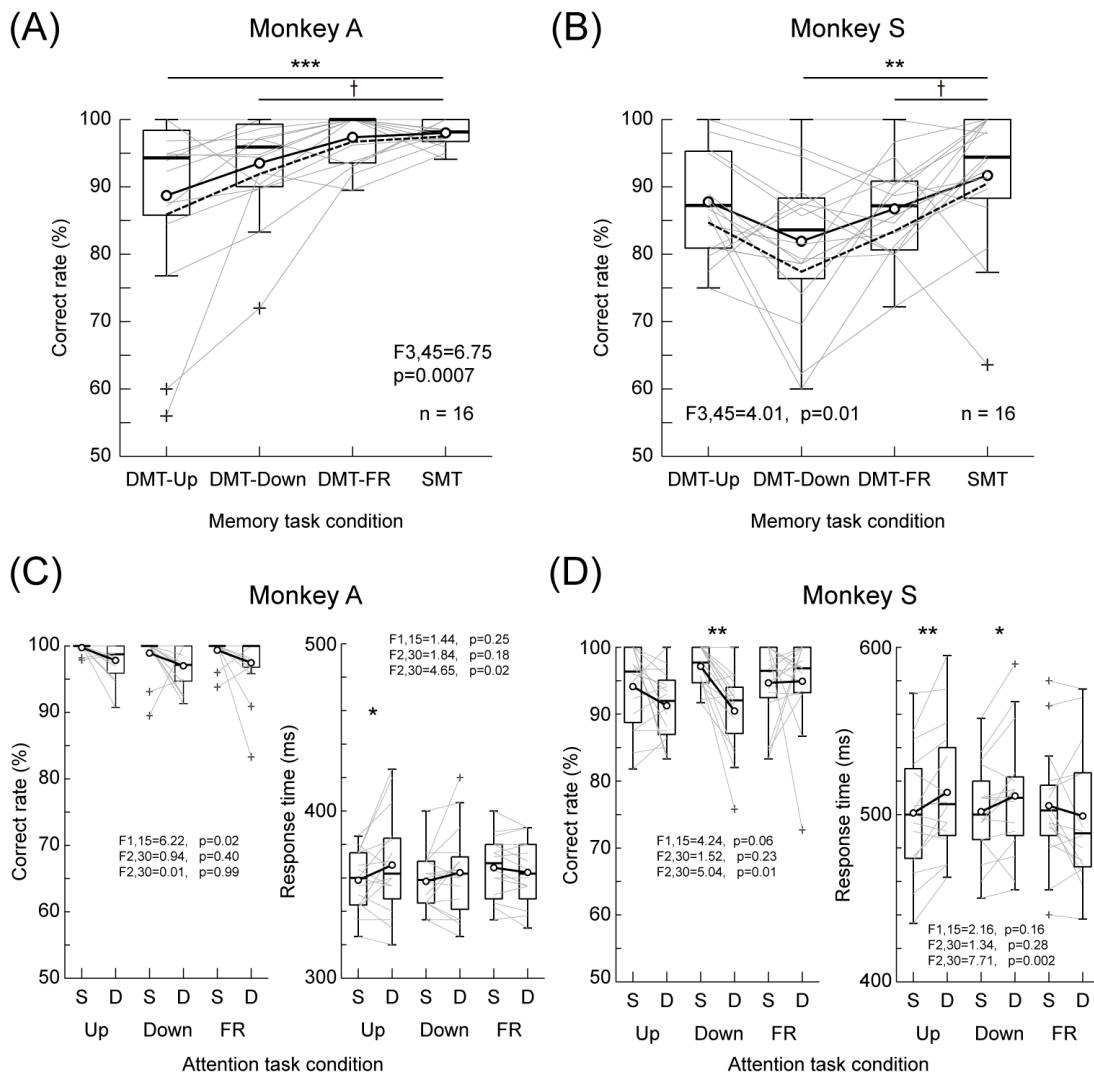 (A)
Monkey A
***
†
100
90
80
70
60
50
Correct rate (%)
F3,45=6.75
p=0.0007
n = 16
DMT-Up
DMT-Down
DMT-FR
SMT
Memory task condition
(B)
Monkey S
**
†
100
90
80
70
60
50
Correct rate (%)
F3,45=4.01, p=0.01
n = 16
DMT-Up
DMT-Down
DMT-FR
SMT
Memory task condition
(C)
Monkey A
100
90
80
70
60
50
Correct rate (%)
F1,15=6.22, p=0.02
F2,30=0.94, p=0.40
F2,30=0.01, p=0.99
S D S D S D
Up Down FR
500
400
300
Response time (ms)
F1,15=1.44, p=0.25
F2,30=1.84, p=0.18
F2,30=4.65, p=0.02
*
S D S D S D
Up Down FR
Attention task condition
(D)
Monkey S
100
90
80
70
60
50
Correct rate (%)
**
F1,15=4.24, p=0.06
F2,30=1.52, p=0.23
F2,30=5.04, p=0.01
S D S D S D
Up Down FR
600
500
400
Response time (ms)
** *
F1,15=2.16, p=0.16
F2,30=1.34, p=0.28
F2,30=7.71, p=0.002
S D S D S D
Up Down FR
Attention task condition